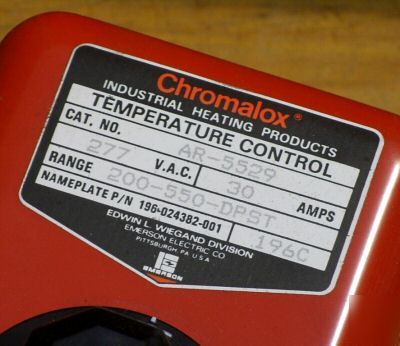 Chromalox®
INDUSTRIAL HEATING PRODUCTS
TEMPERATURE CONTROL
CAT. NO. AR-5529
277 V.A.C. 30 AMPS
RANGE 200-550-DPST
NAMEPLATE P/N 196-024382-001 196C
EDWIN L. WIEGAND DIVISION
EMERSON ELECTRIC CO
PITTSBURGH. PA. U S A
EMERSON